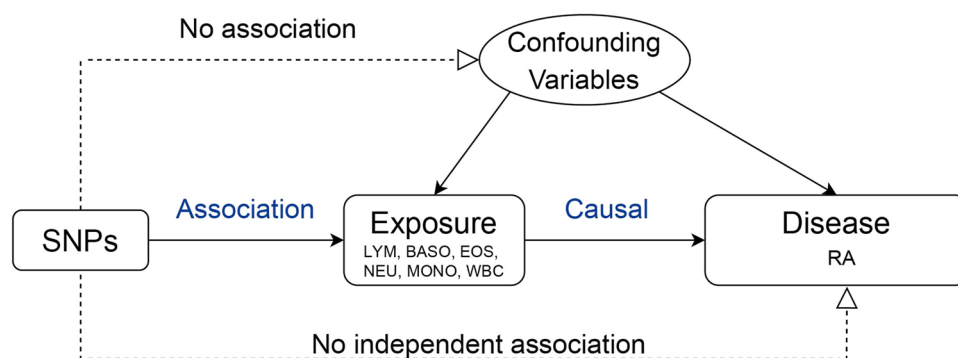 No association
Confounding
Variables
Association
Causal
SNPs
Exposure
LYM, BASO, EOS,
NEU, MONO, WBC
Disease
RA
No independent association